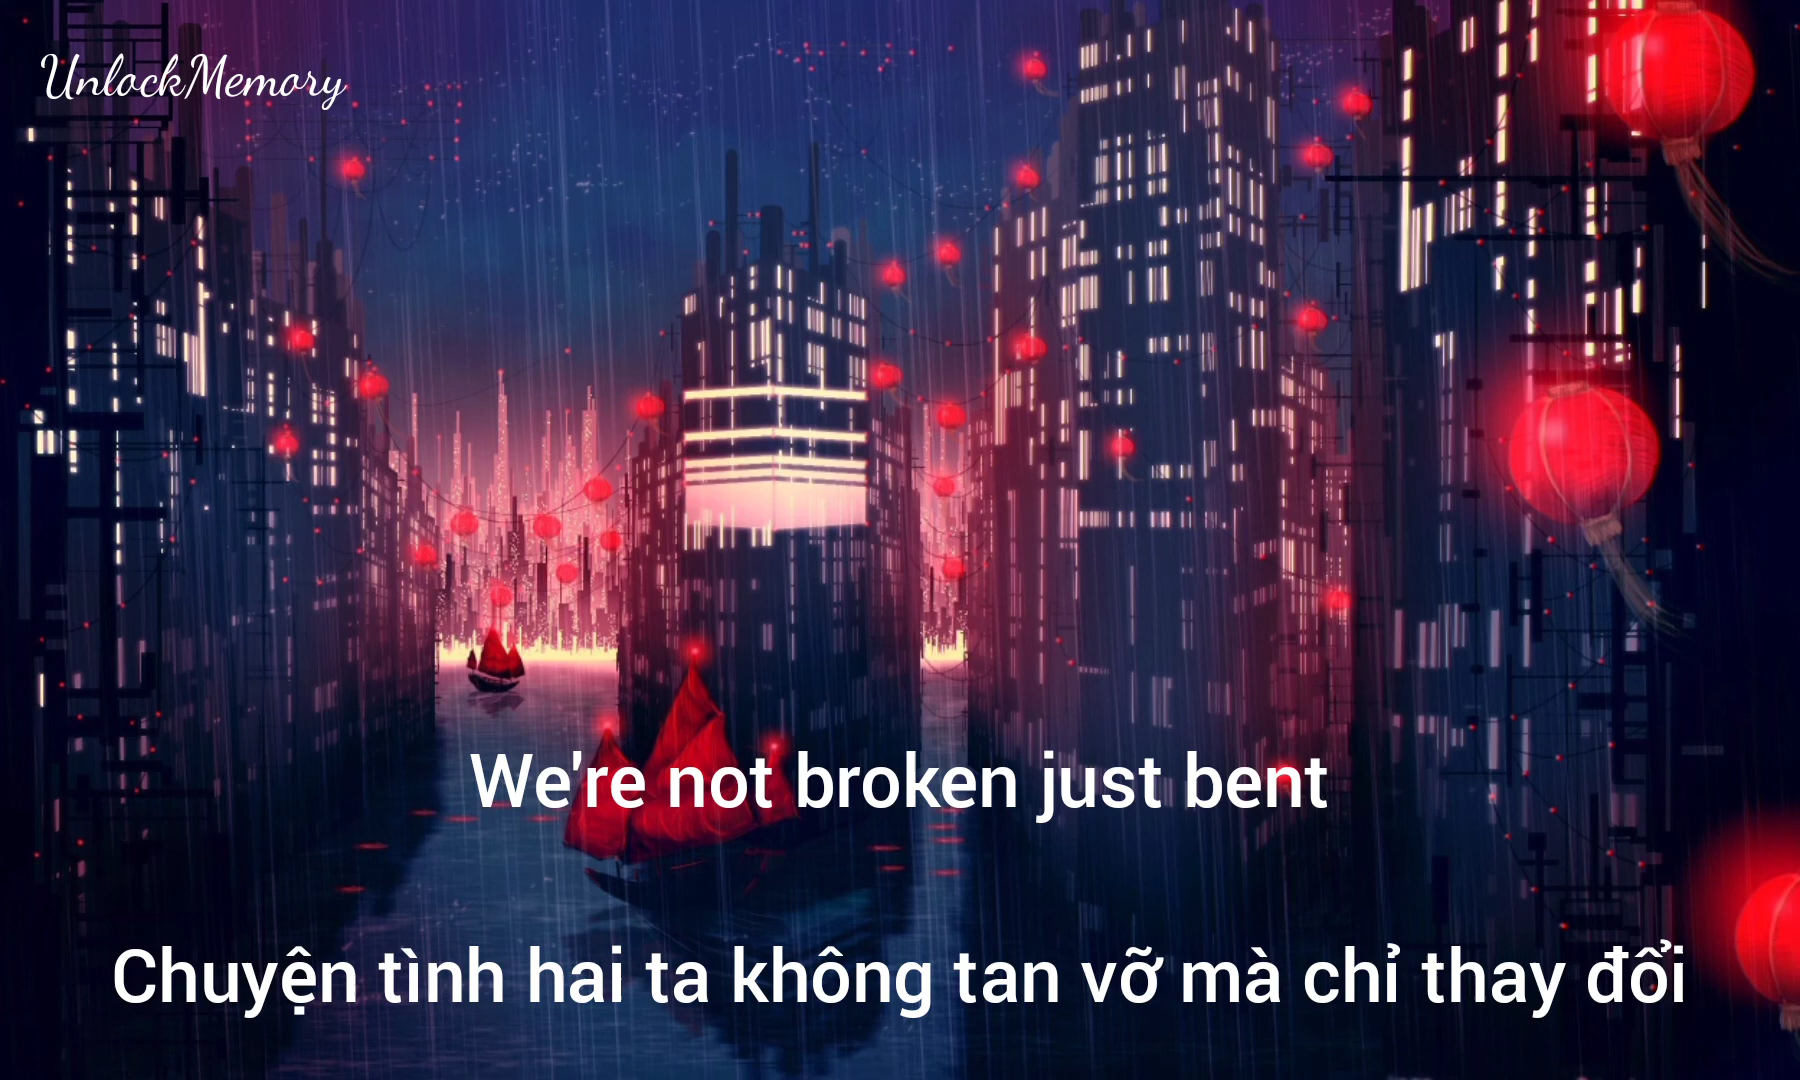 UnlockMemory
We're not broken just bent
Chuyện tình hai ta không tan vỡ mà chỉ thay đổi